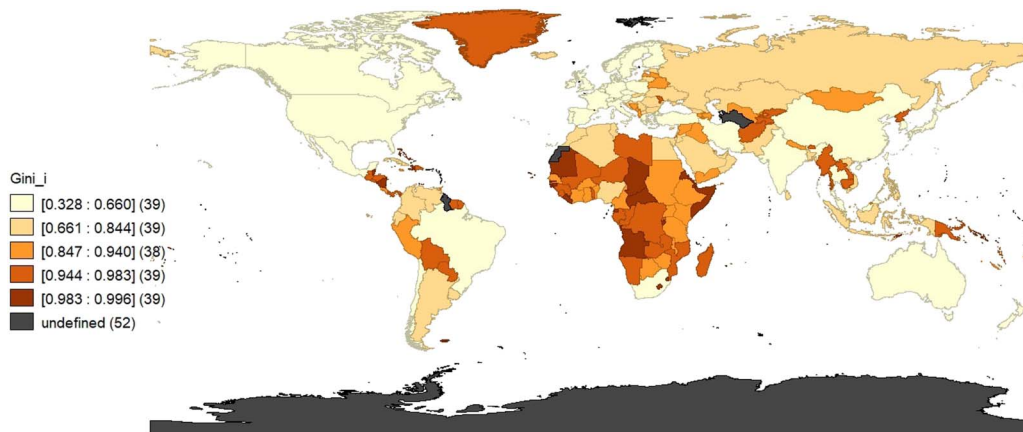 Gini_i
[0.328 : 0.660] (39)
[0.661 : 0.844] (39)
[0.847 : 0.940] (38)
[0.944 : 0.983] (39)
[0.983 : 0.996] (39)
undefined (52)